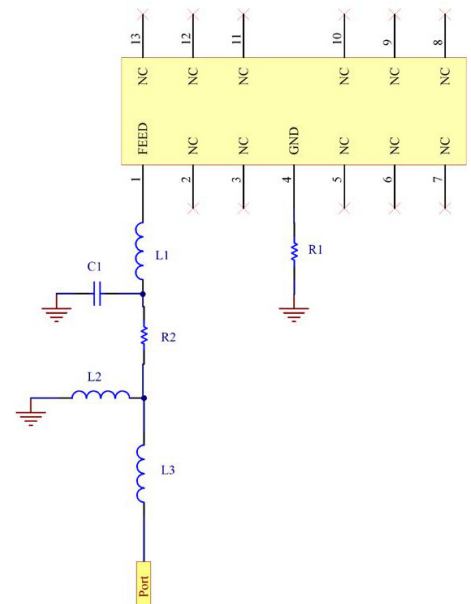 13 12 11 10 9 8
NC NC NC NC NC NC
FEED NC NC GND NC NC NC
1 2 3 4 5 6 7
L1
R1
C1
R2
L2
L3
Port